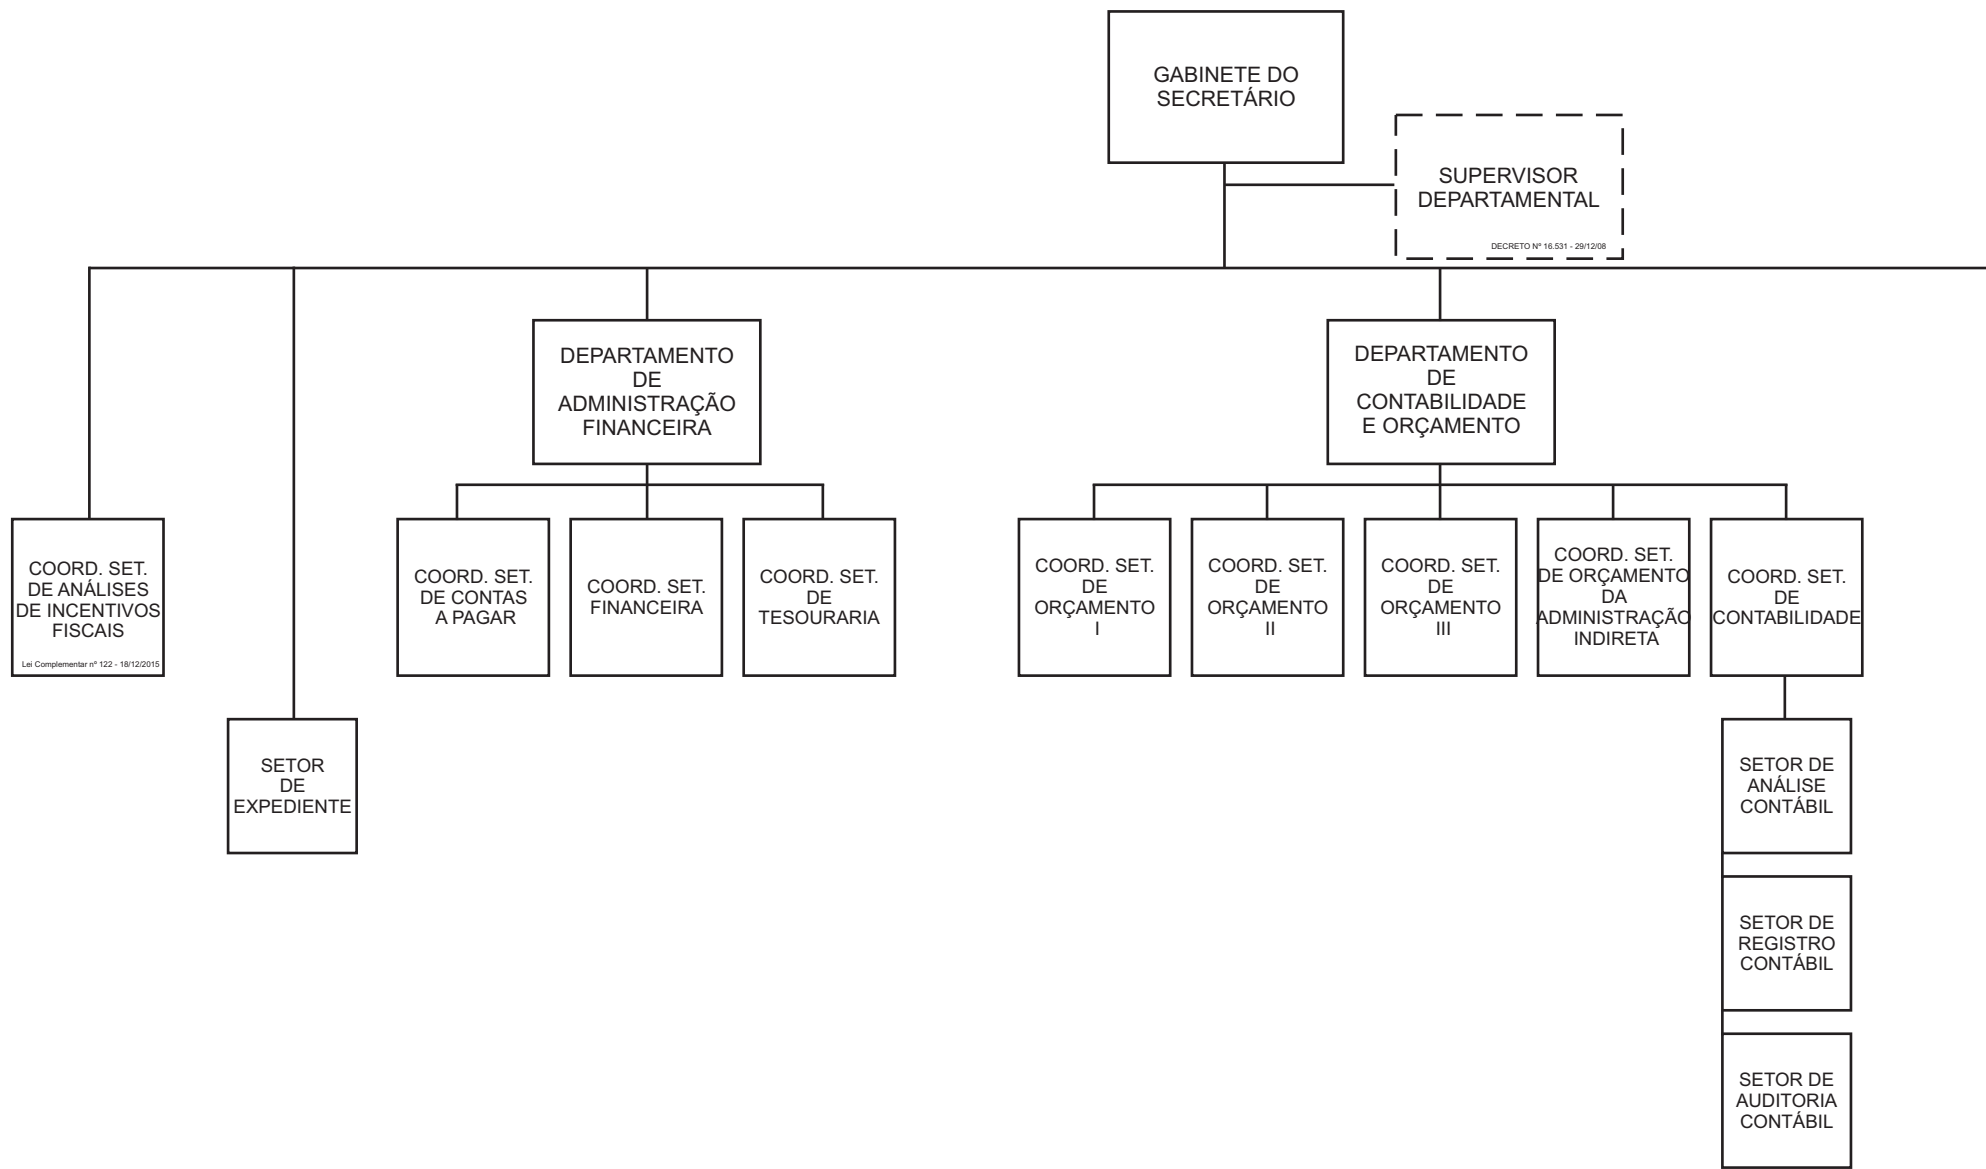 GABINETE DO
SECRETÁRIO
SUPERVISOR
DEPARTAMENTAL
DECRETO Nº 16.531 - 29/12/08
DEPARTAMENTO
DE
ADMINISTRAÇÃO
FINANCEIRA
DEPARTAMENTO
DE
CONTABILIDADE
E ORÇAMENTO
COORD. SET.
DE ANÁLISES
DE INCENTIVOS
FISCAIS
Lei Complementar nº 122 - 18/12/2015
COORD. SET.
DE CONTAS
A PAGAR
COORD. SET.
FINANCEIRA
COORD. SET.
DE
TESOURARIA
COORD. SET.
DE
ORÇAMENTO
I
COORD. SET.
DE
ORÇAMENTO
II
COORD. SET.
DE
ORÇAMENTO
III
COORD. SET.
DE ORÇAMENTO
DA
ADMINISTRAÇÃO
INDIRETA
COORD. SET.
DE
CONTABILIDADE
SETOR
DE
EXPEDIENTE
SETOR DE
ANÁLISE
CONTÁBIL
SETOR DE
REGISTRO
CONTÁBIL
SETOR DE
AUDITORIA
CONTÁBIL